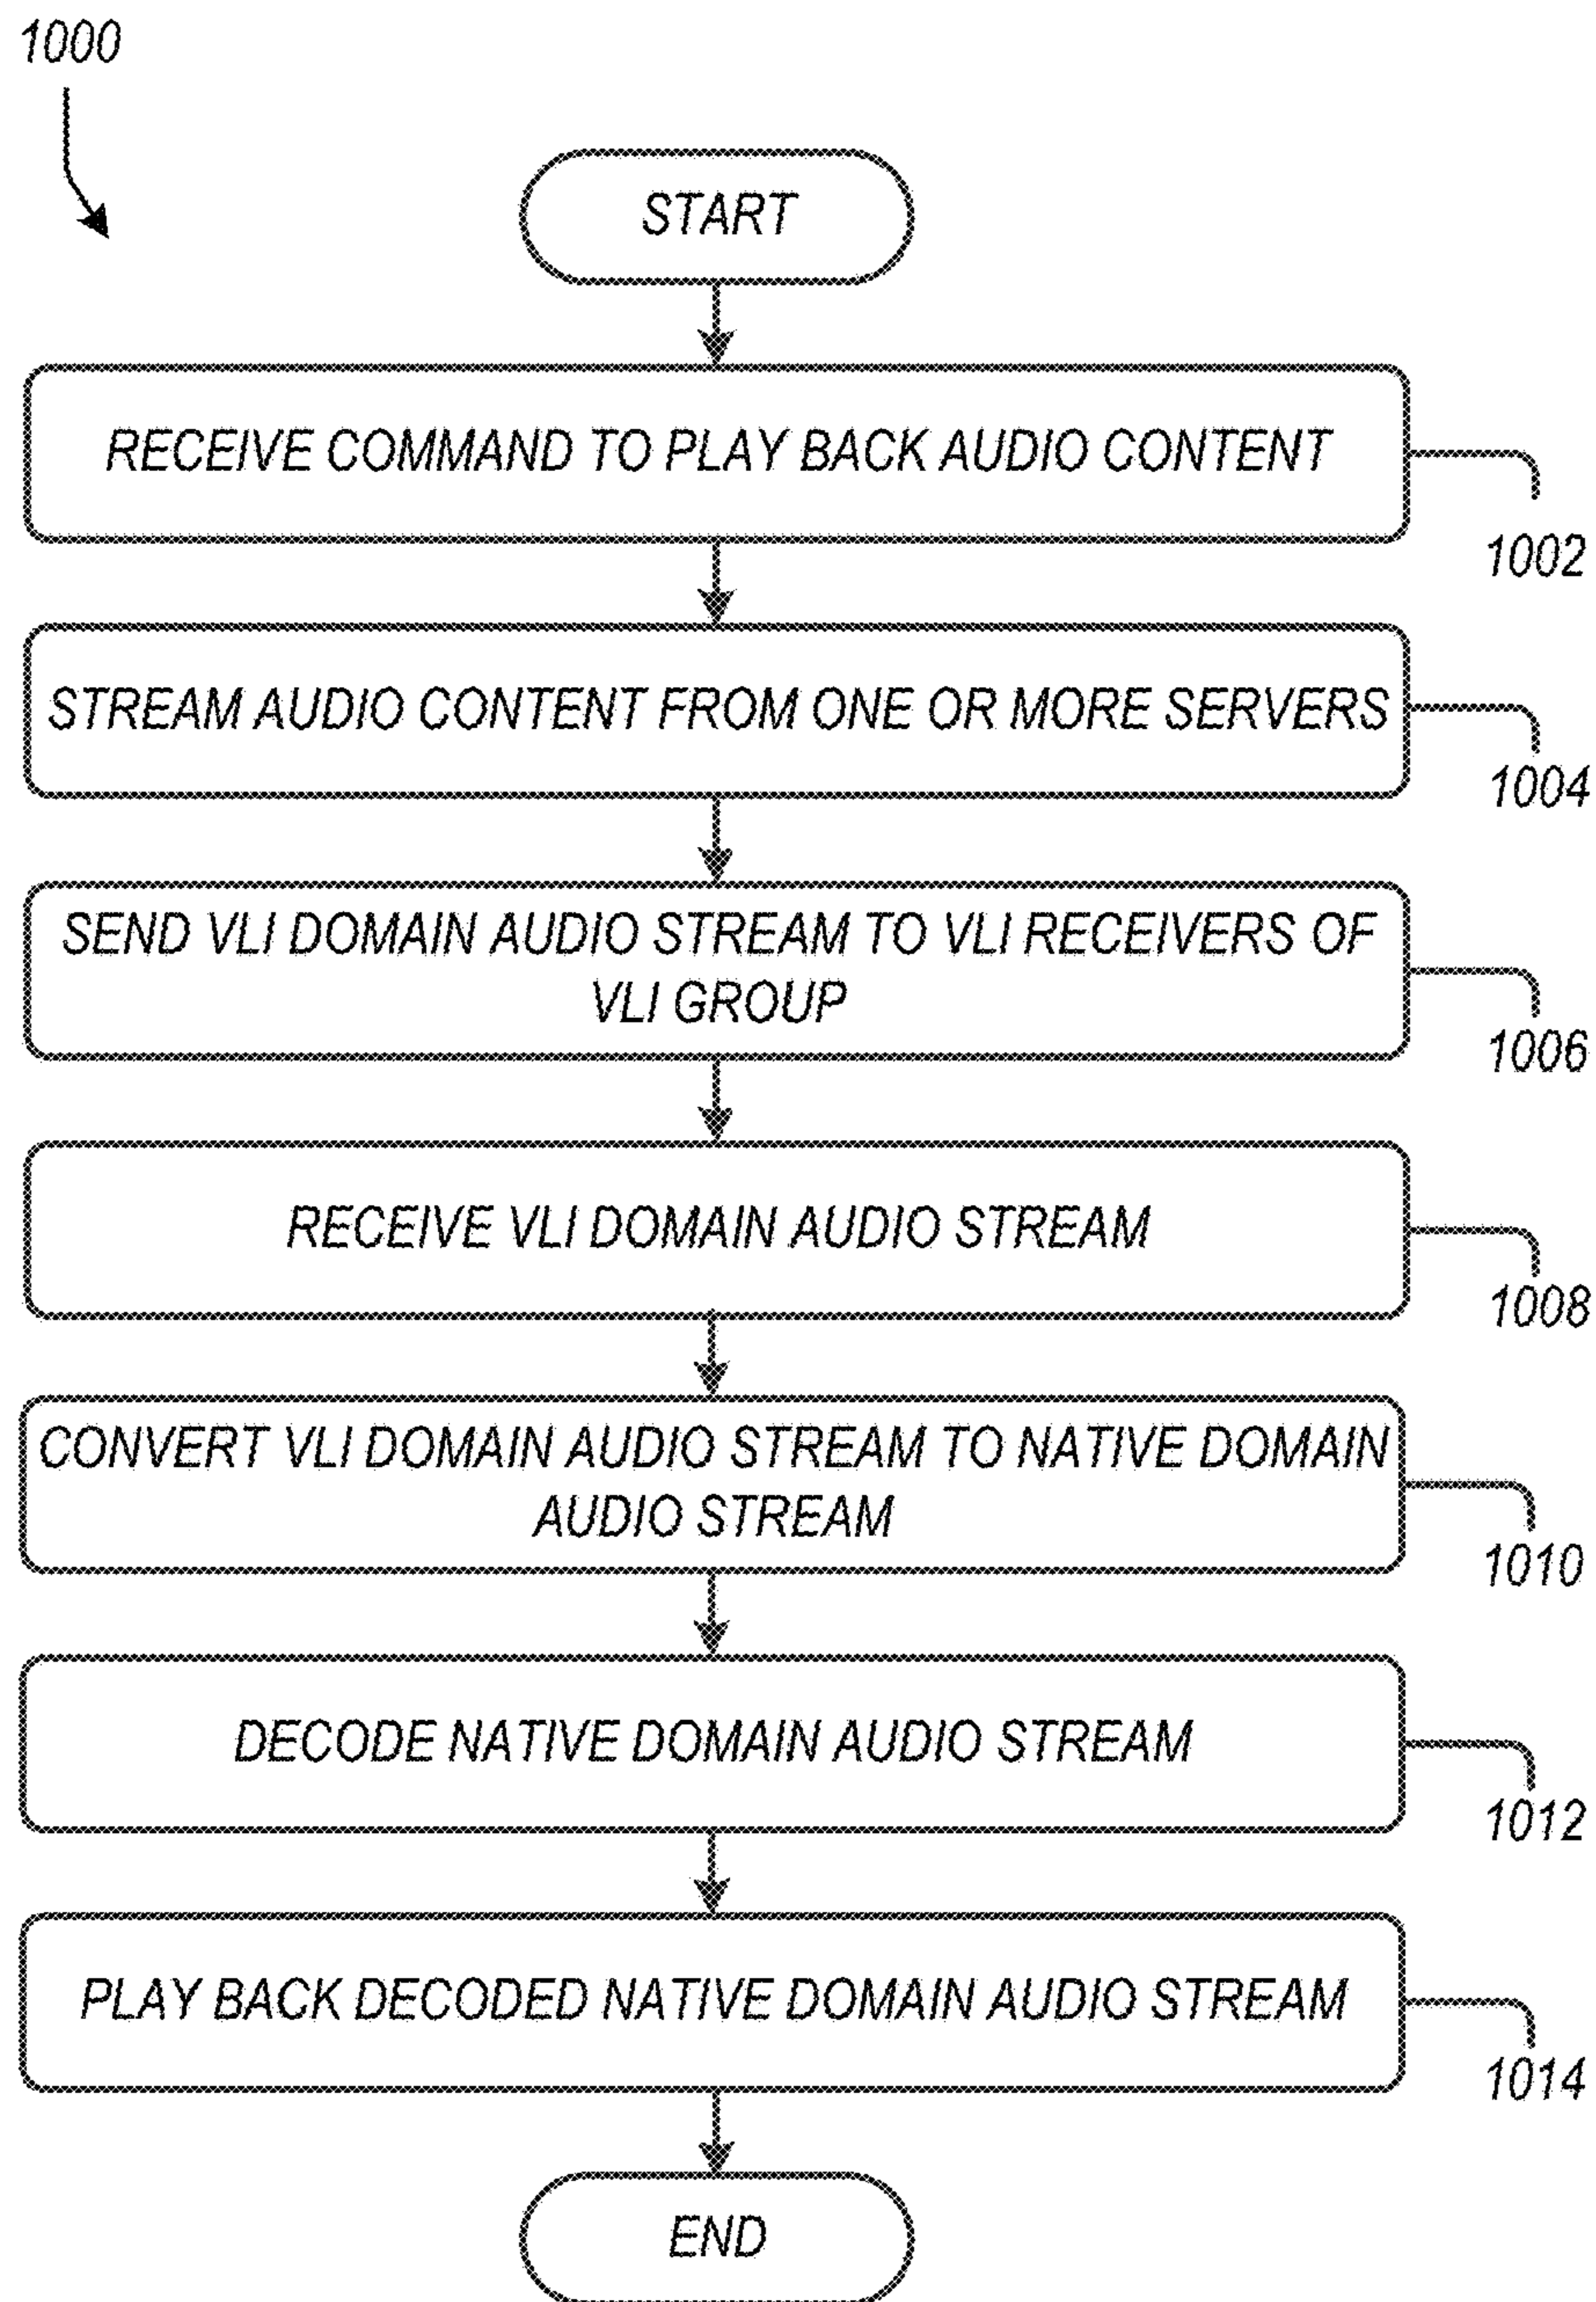 1000
START
RECEIVE COMMAND TO PLAY BACK AUDIO CONTENT
1002
STREAM AUDIO CONTENT FROM ONE OR MORE SERVERS
1004
SEND VLI DOMAIN AUDIO STREAM TO VLI RECEIVERS OF
VLI GROUP
1006
RECEIVE VLI DOMAIN AUDIO STREAM
1008
CONVERT VLI DOMAIN AUDIO STREAM TO NATIVE DOMAIN
AUDIO STREAM
1010
DECODE NATIVE DOMAIN AUDIO STREAM
1012
PLAY BACK DECODED NATIVE DOMAIN AUDIO STREAM
1014
END